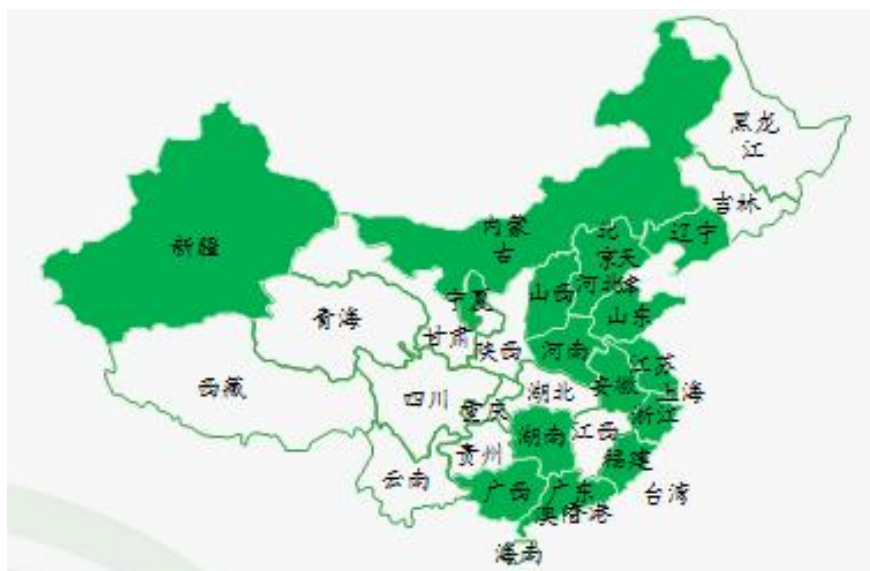 黑龙
江
吉林
辽宁
内蒙
古
新疆
北
京天
河北
津
山西
山东
宁夏
青海
甘肃
陕西
河南
江苏
安徽
上海
西藏
四川
重庆
湖北
浙江
湖南
江西
贵州
福建
云南
广西
广东
台湾
澳
香港
海南